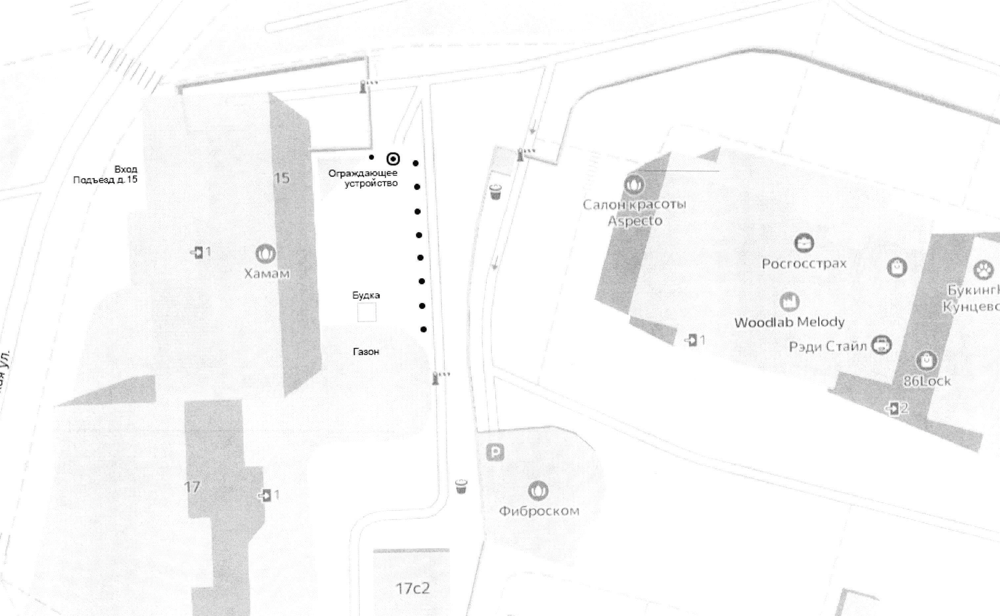 Вход
Подъезд д. 15
15
Ограждающее
устройство
Салон красоты
Aspecto
1
Хамам
Росгосстрах
Будка
Woodlab Melody
1
Рэди Стайл
Газон
86Lock
2
P
17
1
Фиброском
17с2